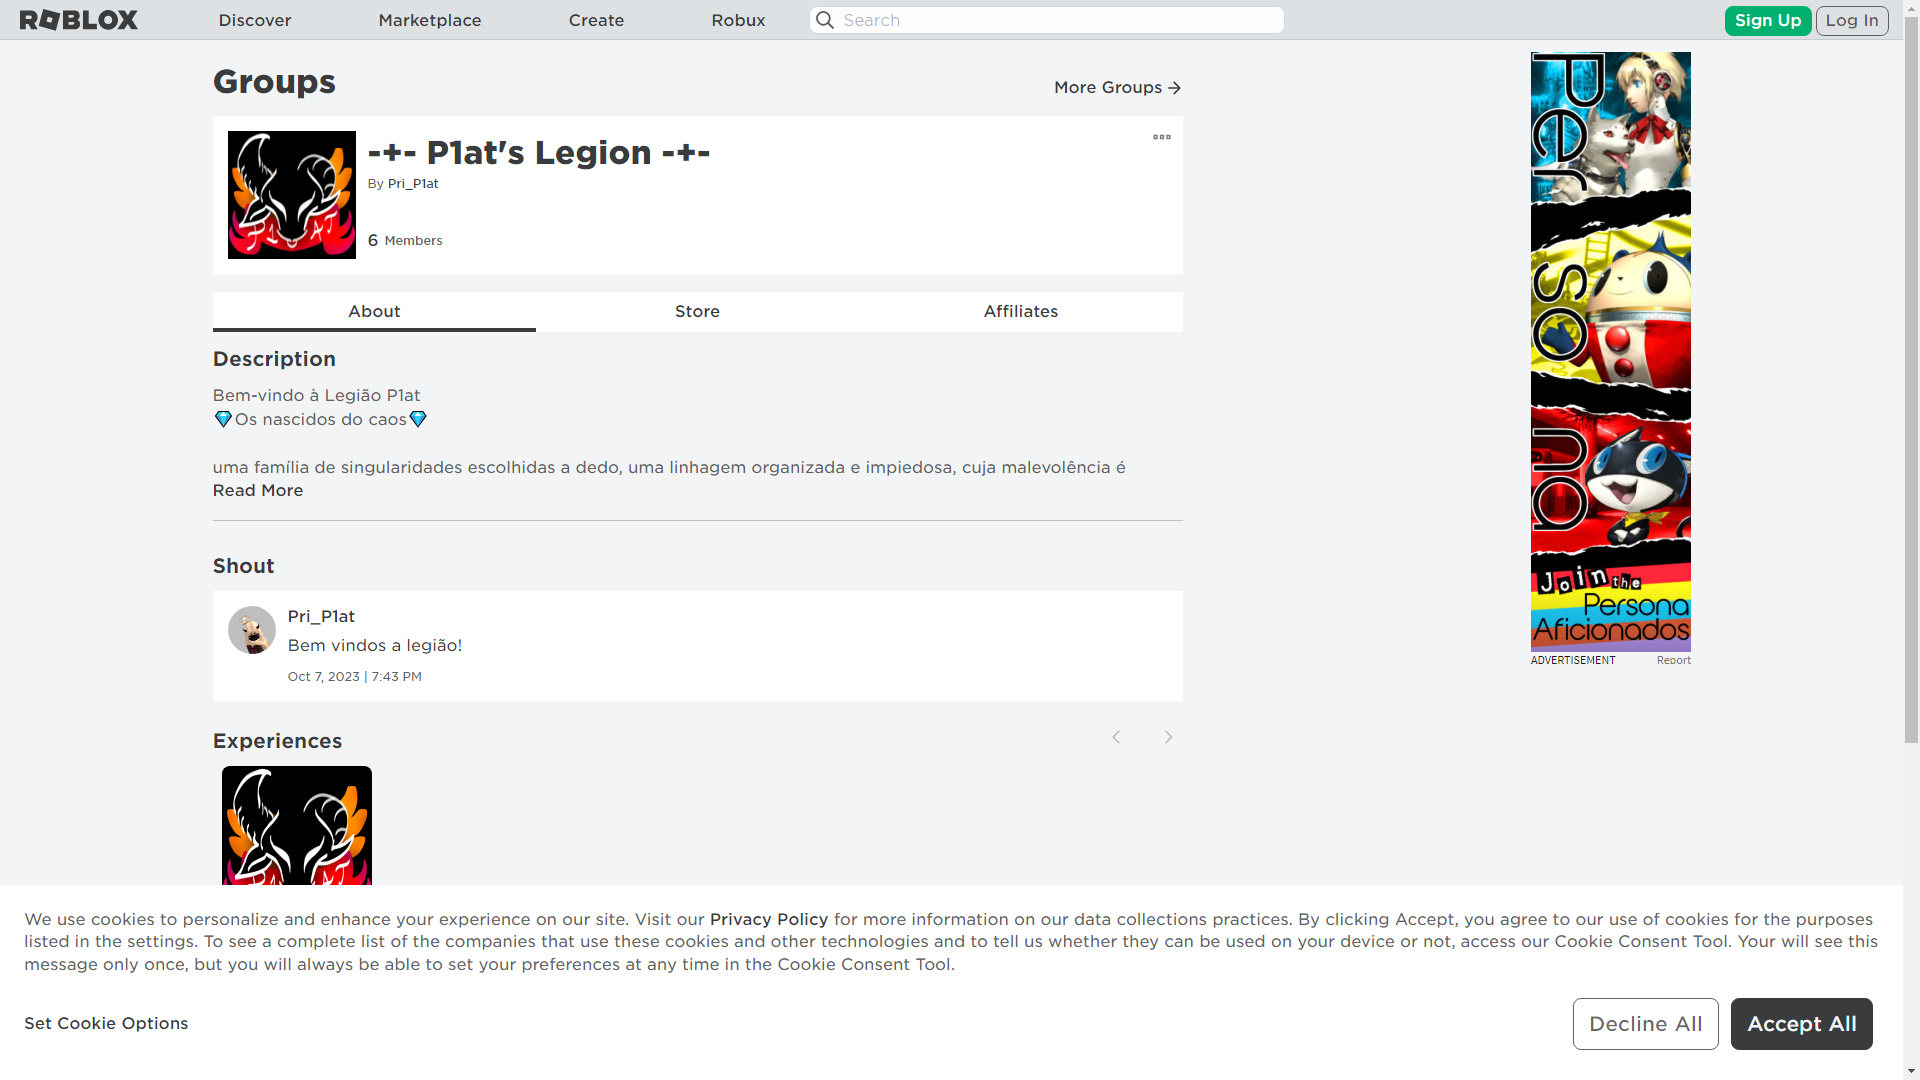 ROBLOX
Discover
Marketplace
Create
Robux
Search
Sign Up
Log In
Groups
More Groups
-+- P1at's Legion -+-
By Pri_P1at
6 Members
P1AT
About
Store
Affiliates
Description
Bem-vindo à Legião P1at
💎Os nascidos do caos💎
uma família de singularidades escolhidas a dedo, uma linhagem organizada e impiedosa, cuja malevolência é
Read More
Shout
Pri_P1at
Bem vindos a legião!
Oct 7, 2023 | 7:43 PM
Experiences
Per
so
na
Join the
Persona
Aficionados
ADVERTISEMENT
Report
We use cookies to personalize and enhance your experience on our site. Visit our Privacy Policy for more information on our data collections practices. By clicking Accept, you agree to our use of cookies for the purposes
listed in the settings. To see a complete list of the companies that use these cookies and other technologies and to tell us whether they can be used on your device or not, access our Cookie Consent Tool. Your will see this
message only once, but you will always be able to set your preferences at any time in the Cookie Consent Tool.
Set Cookie Options
Decline All
Accept All